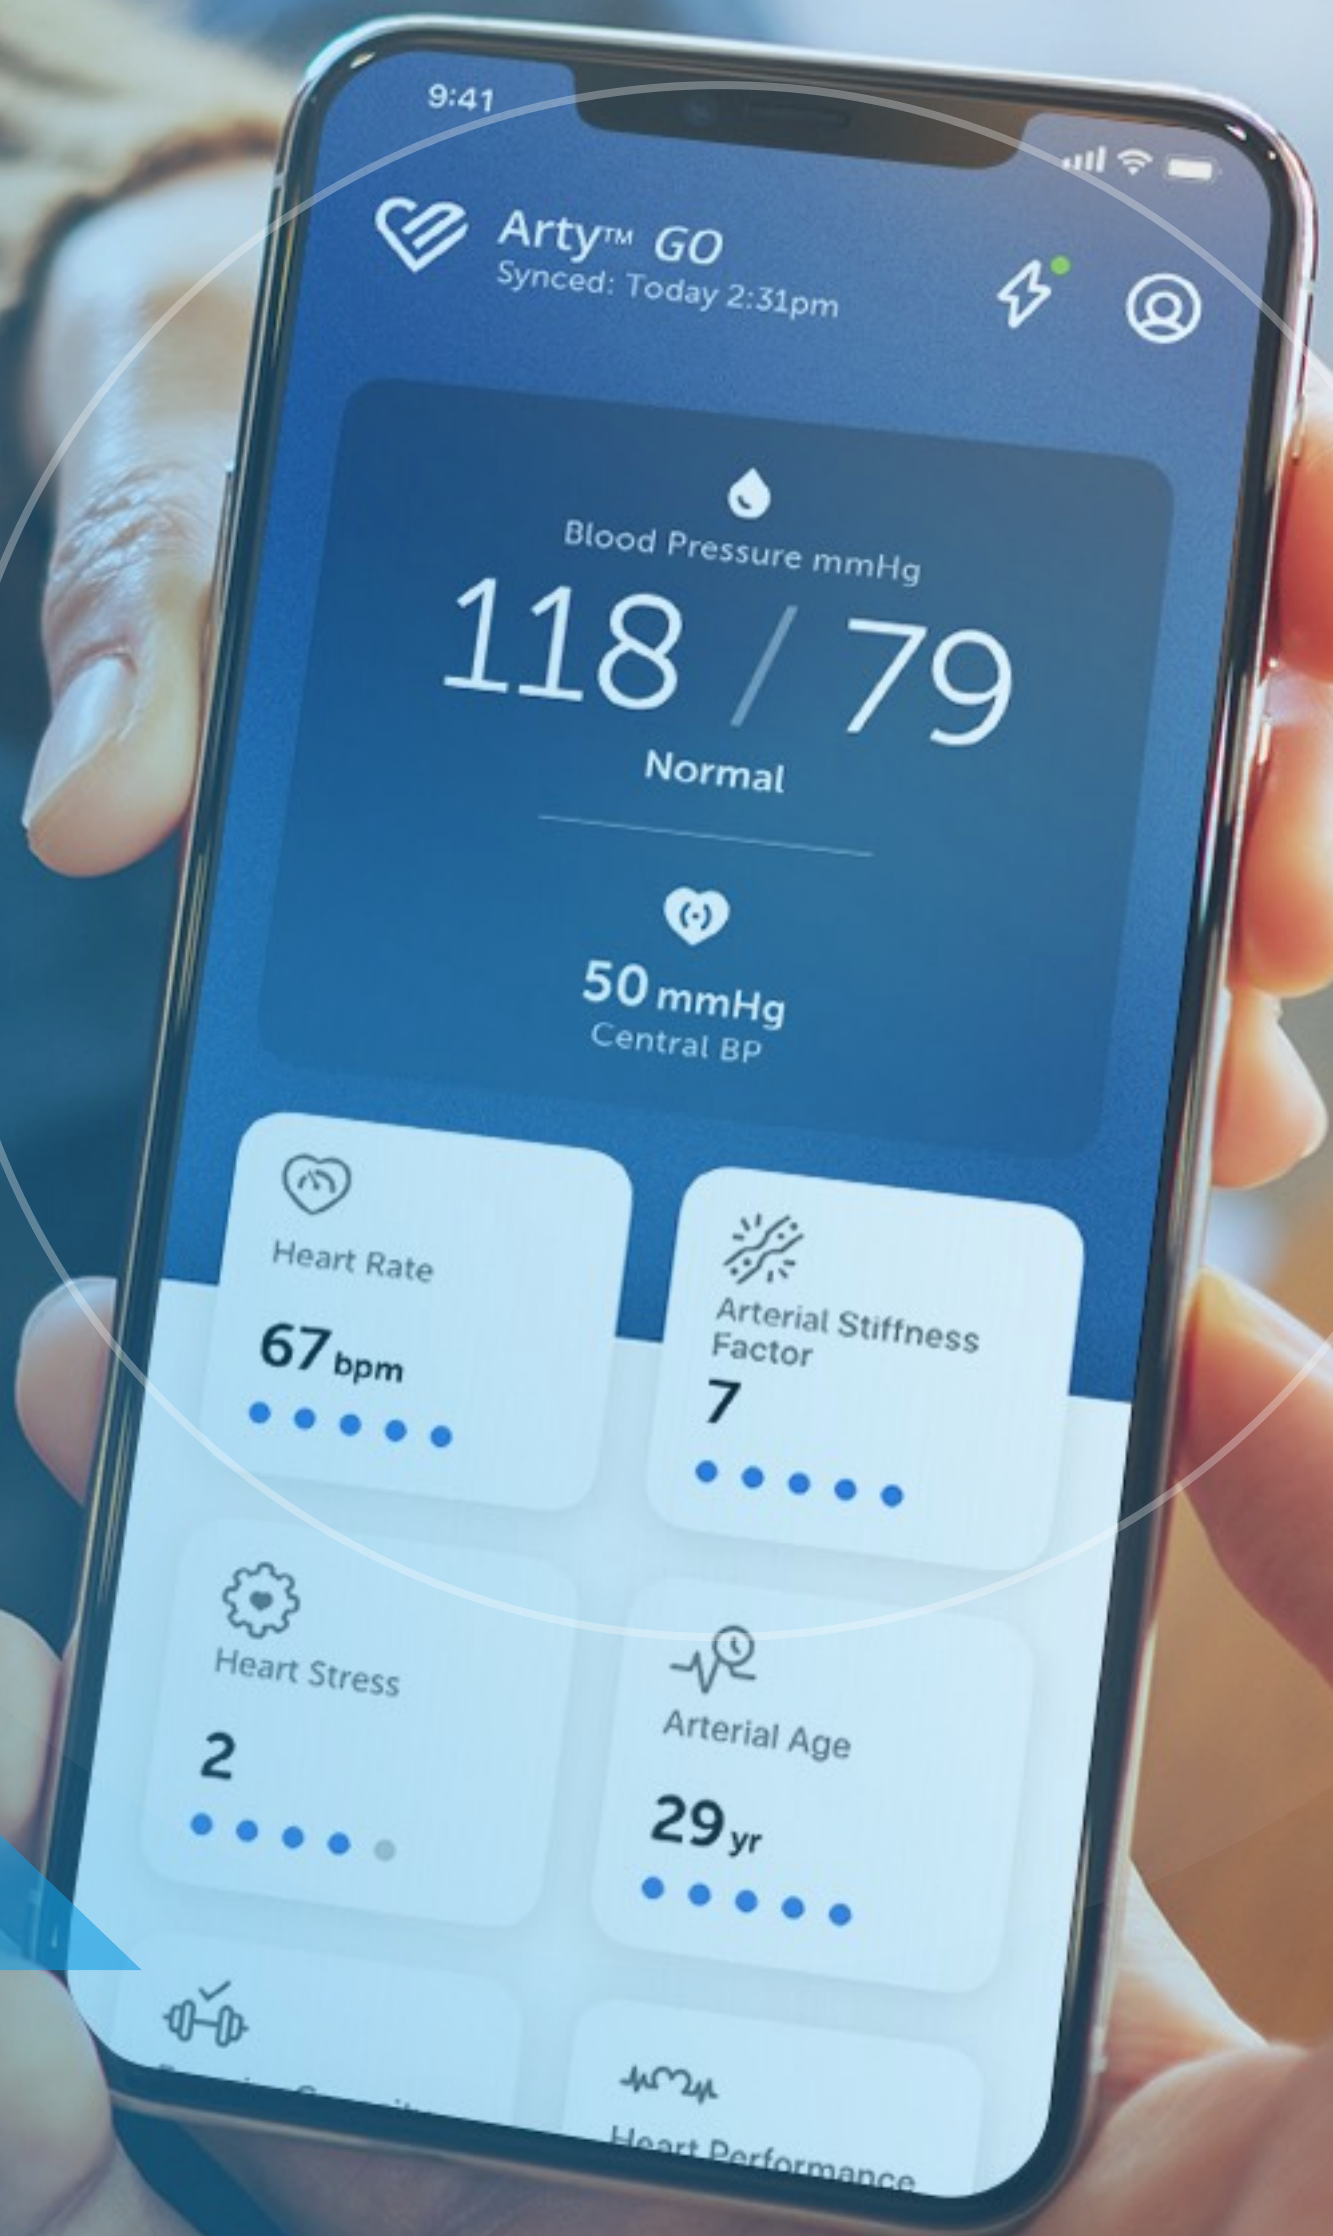 9:41
Arty™ GO
Synced: Today 2:31pm
Blood Pressure mmHg
118 / 79
Normal
50 mmHg
Central BP
Heart Rate
67 bpm
Arterial Stiffness
Factor
7
Heart Stress
2
Arterial Age
29 yr
Heart Performance